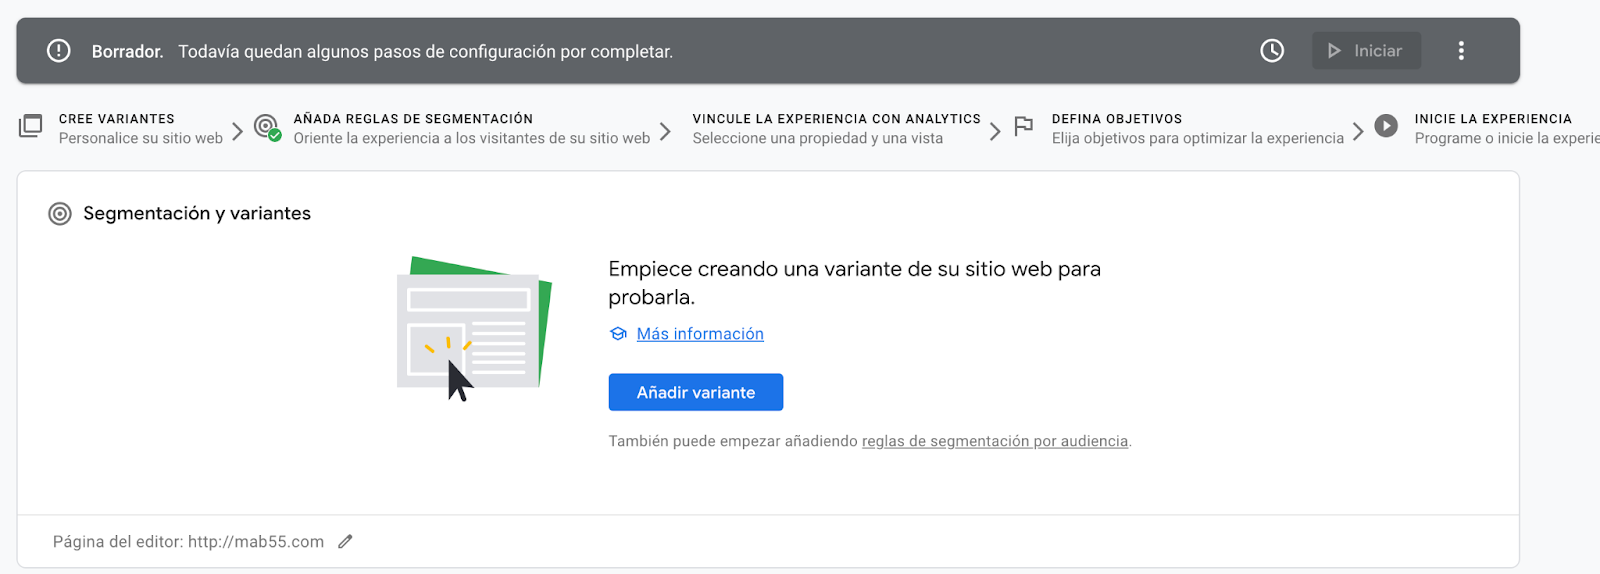 Borrador. Todavía quedan algunos pasos de configuración por completar.
Iniciar
CREE VARIANTES
Personalice su sitio web
AÑADA REGLAS DE SEGMENTACIÓN
Oriente la experiencia a los visitantes de su sitio web
VINCULE LA EXPERIENCIA CON ANALYTICS
Seleccione una propiedad y una vista
DEFINA OBJETIVOS
Elija objetivos para optimizar la experiencia
INICIE LA EXPERIENCIA
Programe o inicie la experie
Segmentación y variantes
Empiece creando una variante de su sitio web para
probarla.
Más información
Añadir variante
También puede empezar añadiendo reglas de segmentación por audiencia.
Página del editor: http://mab55.com